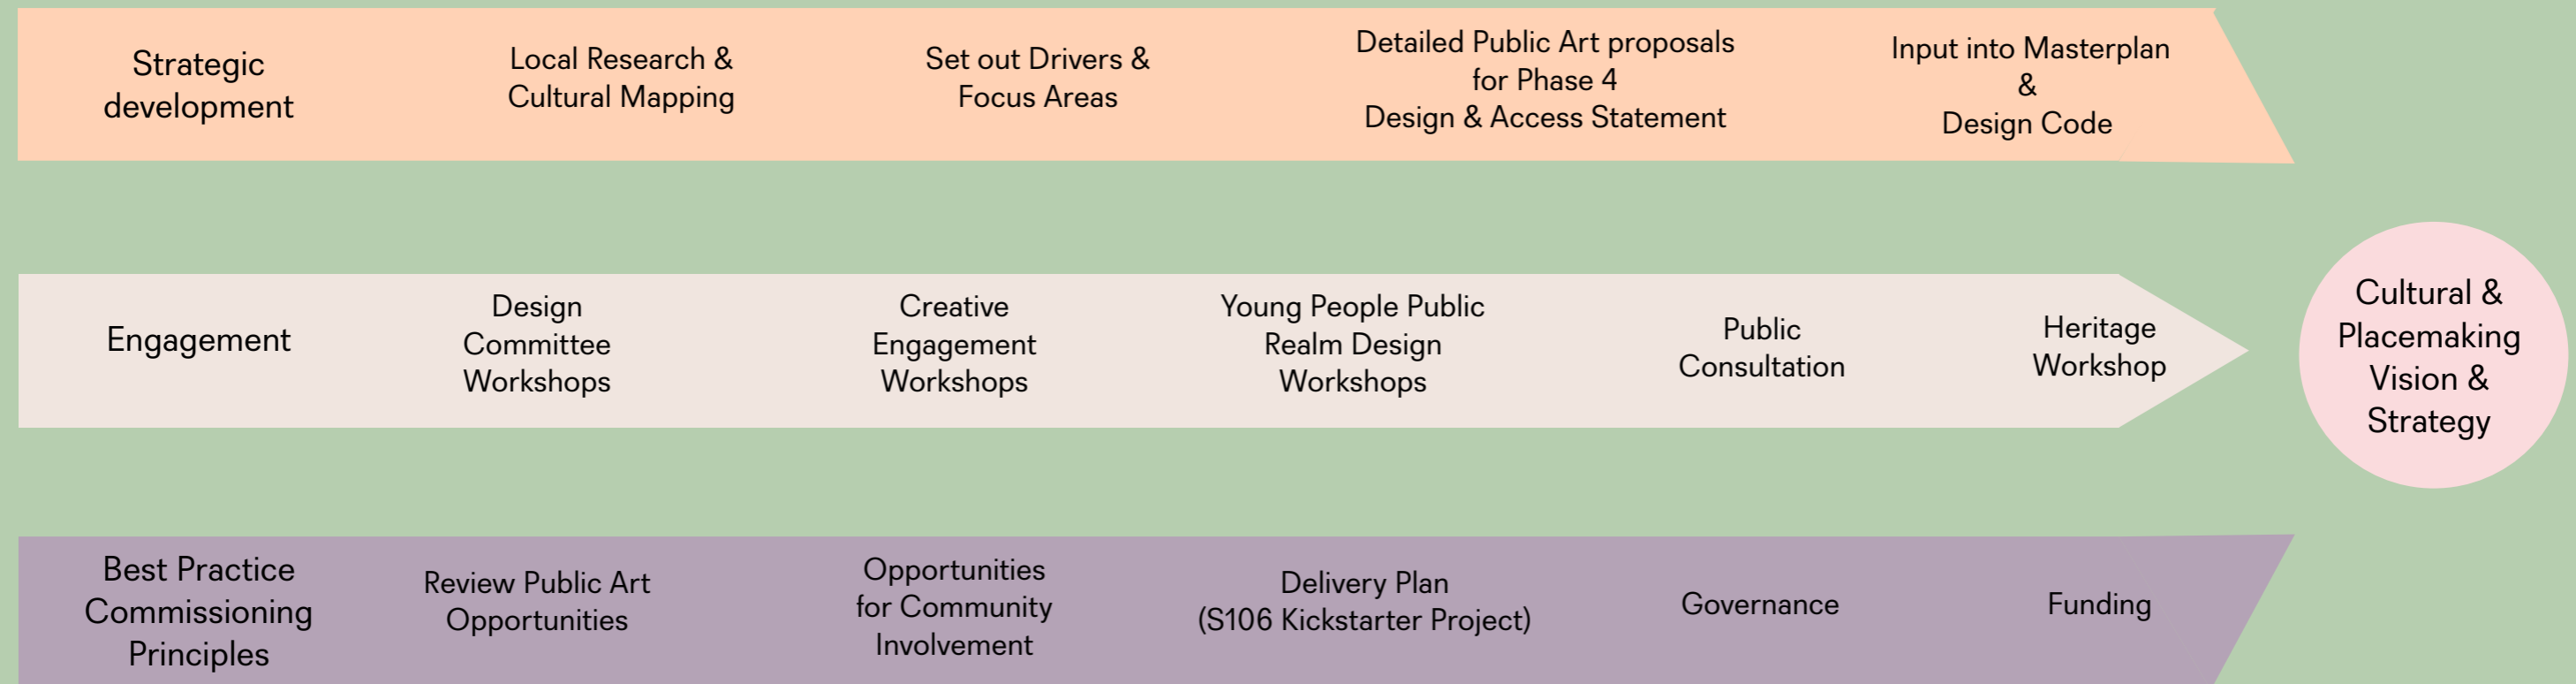 Strategic
development
Local Research &
Cultural Mapping
Set out Drivers &
Focus Areas
Detailed Public Art proposals
for Phase 4
Design & Access Statement
Input into Masterplan
&
Design Code
Engagement
Design
Committee
Workshops
Creative
Engagement
Workshops
Young People Public
Realm Design
Workshops
Public
Consultation
Heritage
Workshop
Cultural &
Placemaking
Vision &
Strategy
Best Practice
Commissioning
Principles
Review Public Art
Opportunities
Opportunities
for Community
Involvement
Delivery Plan
(S106 Kickstarter Project)
Governance
Funding